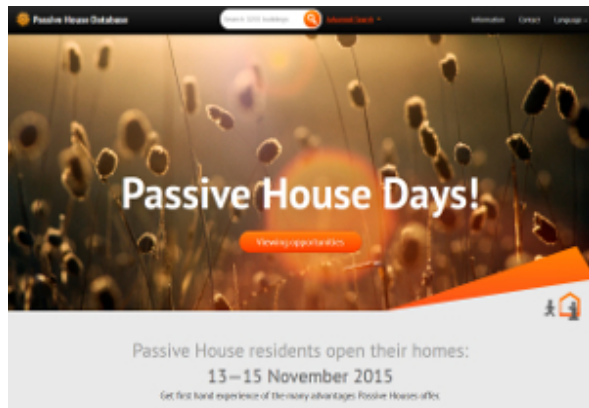 Passive House Database
Advanced Search
Information Contact Language
Passive House Days!
Viewing opportunities
Passive House residents open their homes:
13—15 November 2015
Get first hand experience of the many advantages Passive Houses offer.